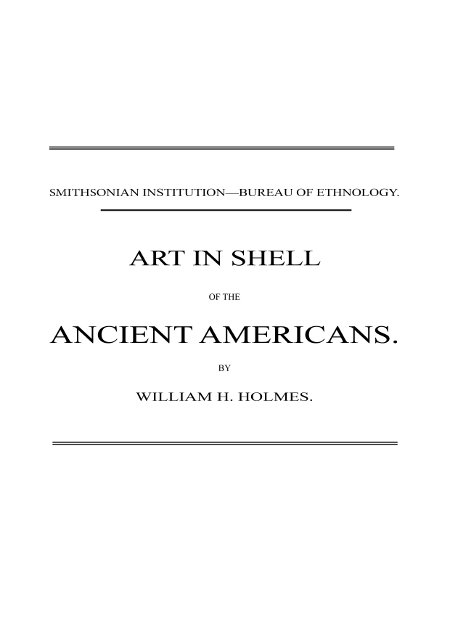 SMITHSONIAN INSTITUTION—BUREAU OF ETHNOLOGY.
ART IN SHELL
OF THE
ANCIENT AMERICANS.
BY
WILLIAM H. HOLMES.